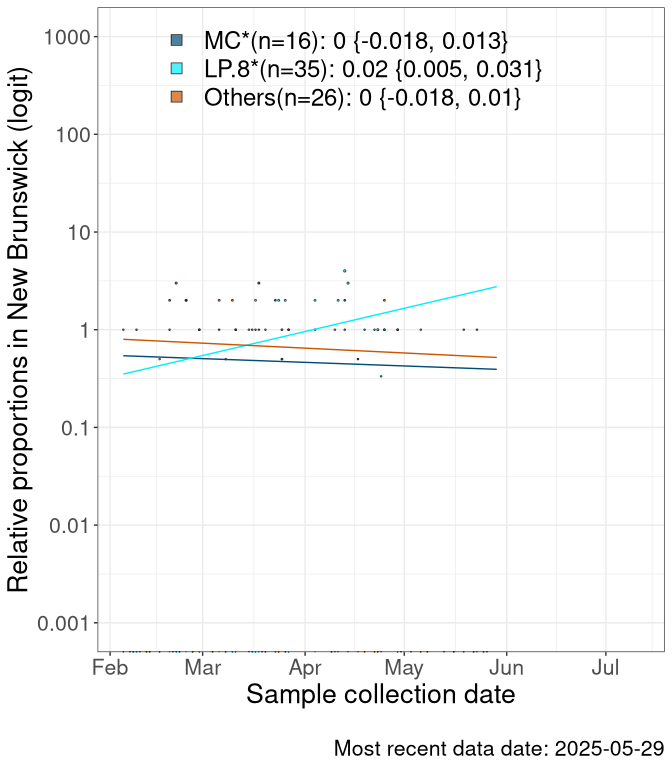 MC*(n=16): 0 {-0.018, 0.013}
LP.8*(n=35): 0.02 {0.005, 0.031}
Others(n=26): 0 {-0.018, 0.01}
Relative proportions in New Brunswick (logit)
1000
100
10
1
0.1
0.01
0.001
Feb Mar Apr May Jun Jul
Sample collection date
Most recent data date: 2025-05-29